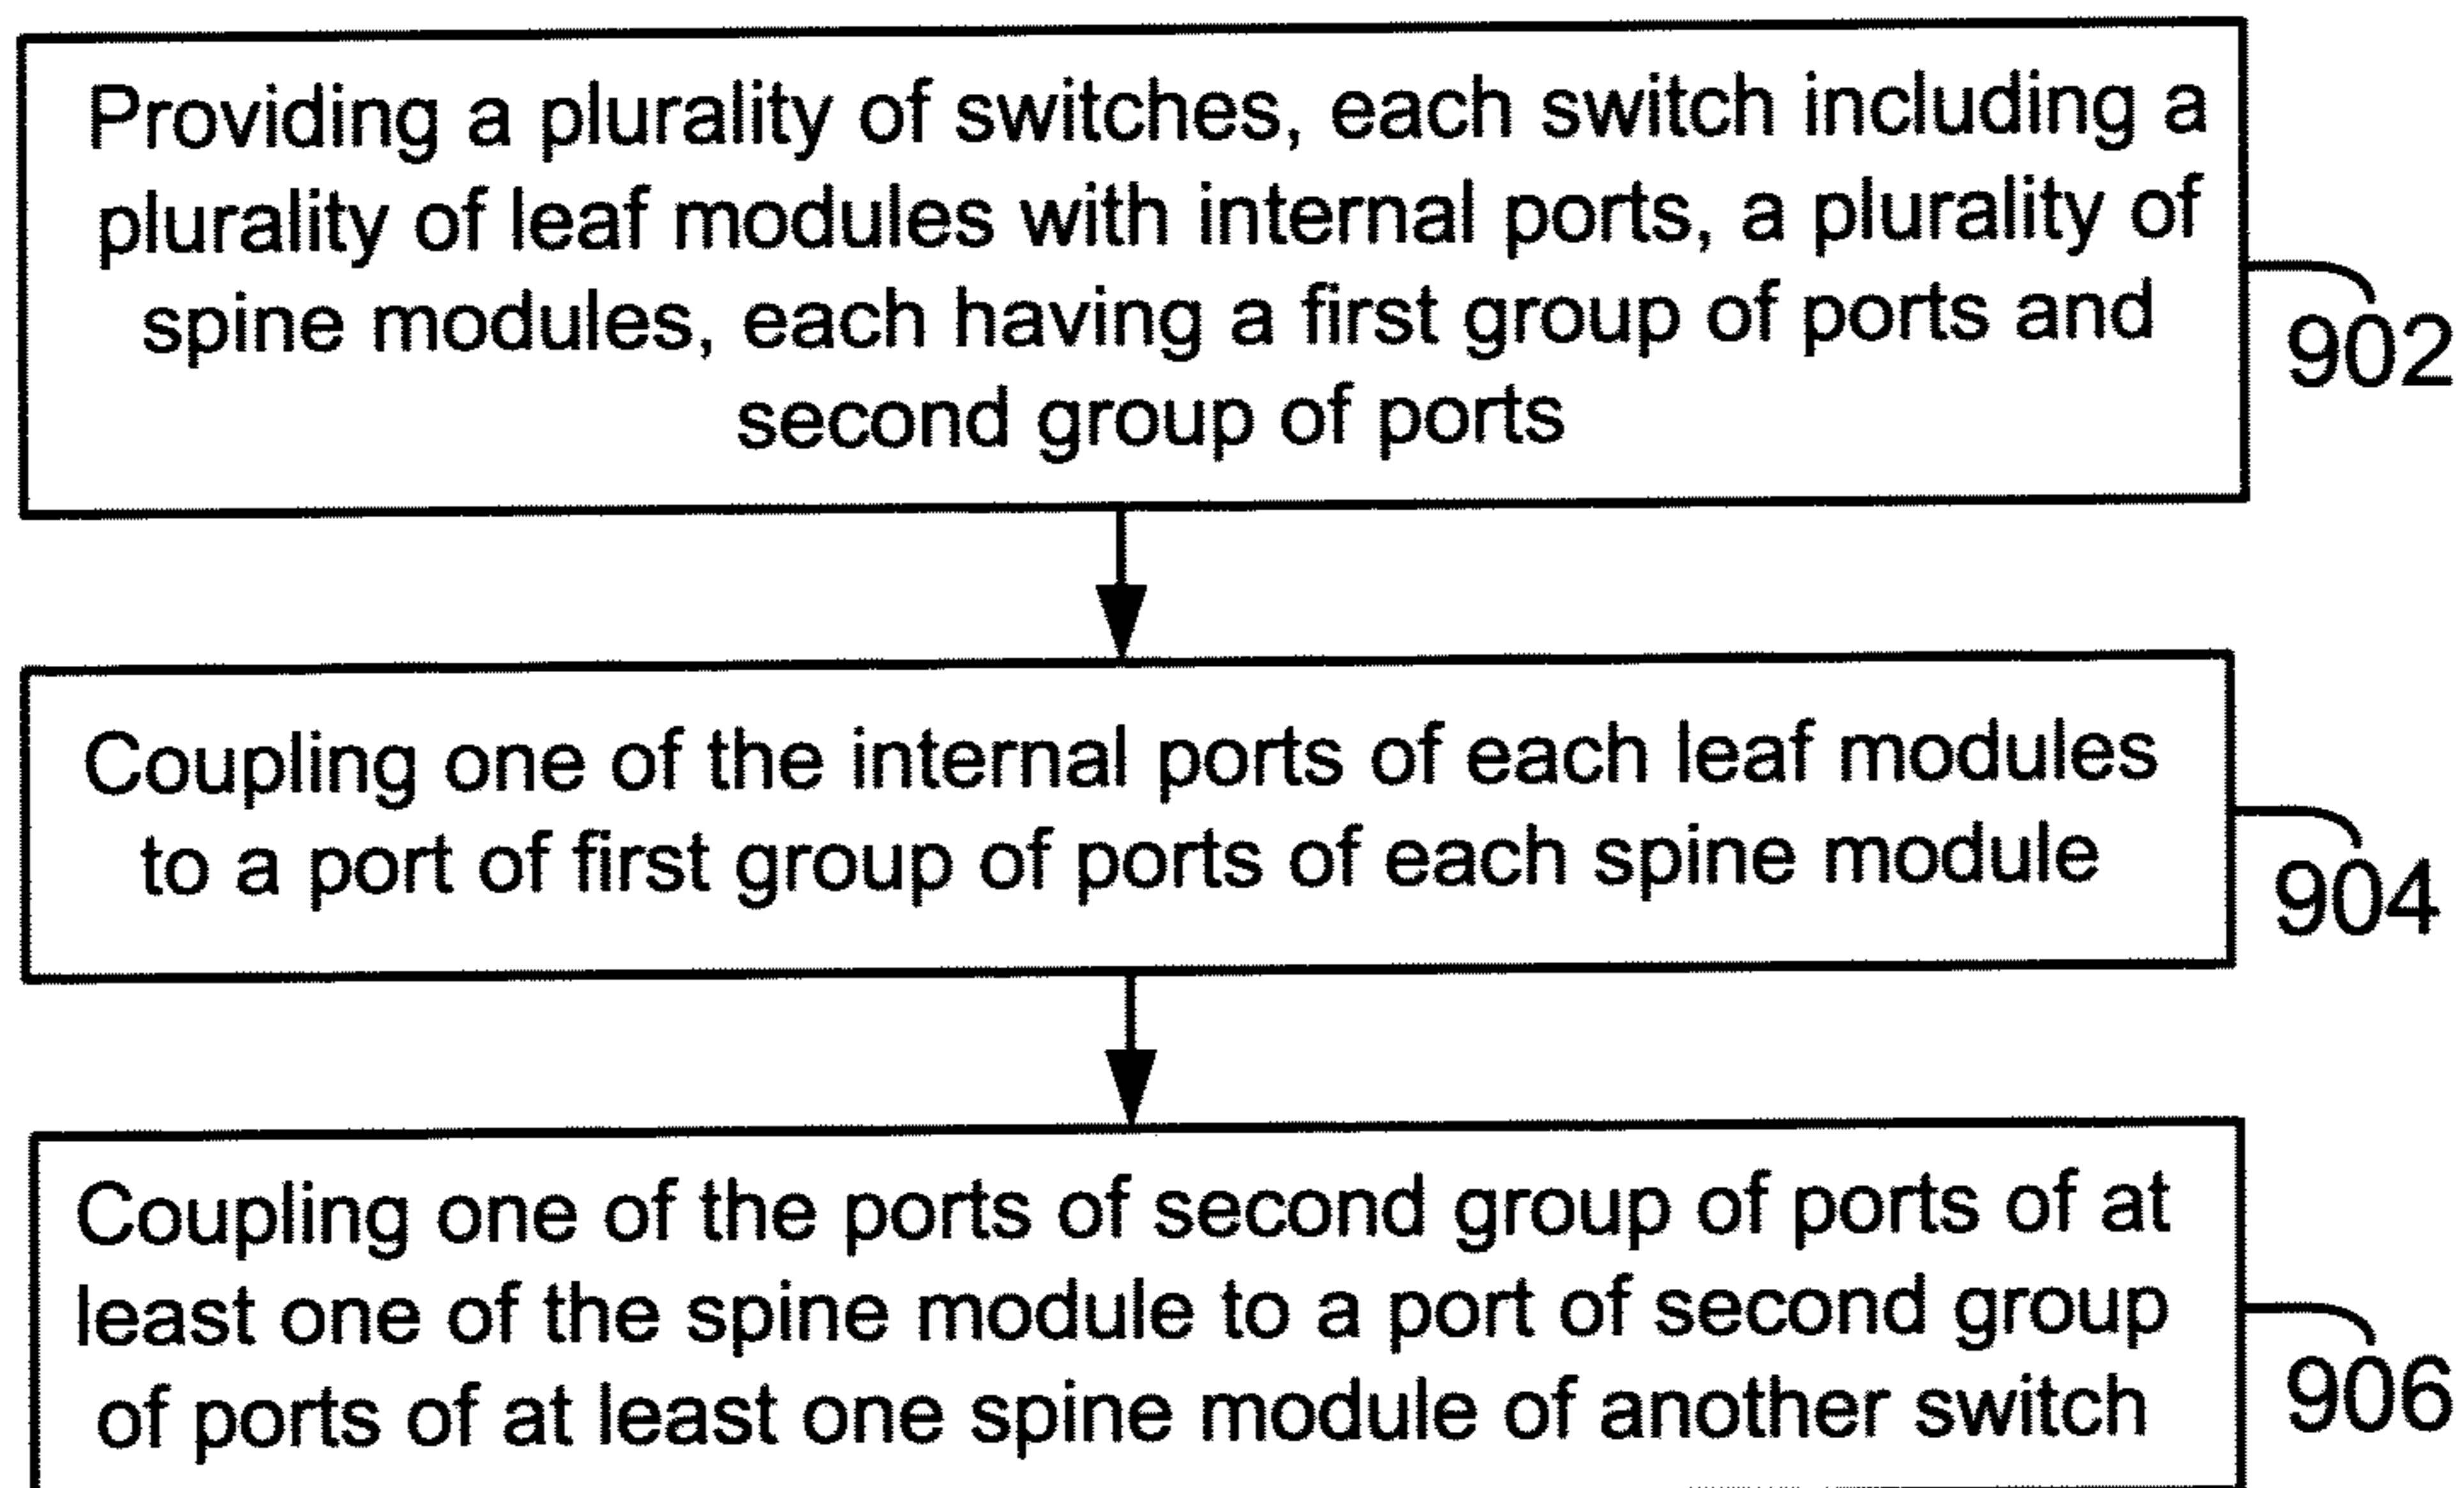 Providing a plurality of switches, each switch including a
plurality of leaf modules with internal ports, a plurality of
spine modules, each having a first group of ports and
second group of ports
902
Coupling one of the internal ports of each leaf modules
to a port of first group of ports of each spine module
904
Coupling one of the ports of second group of ports of at
least one of the spine module to a port of second group
of ports of at least one spine module of another switch
906